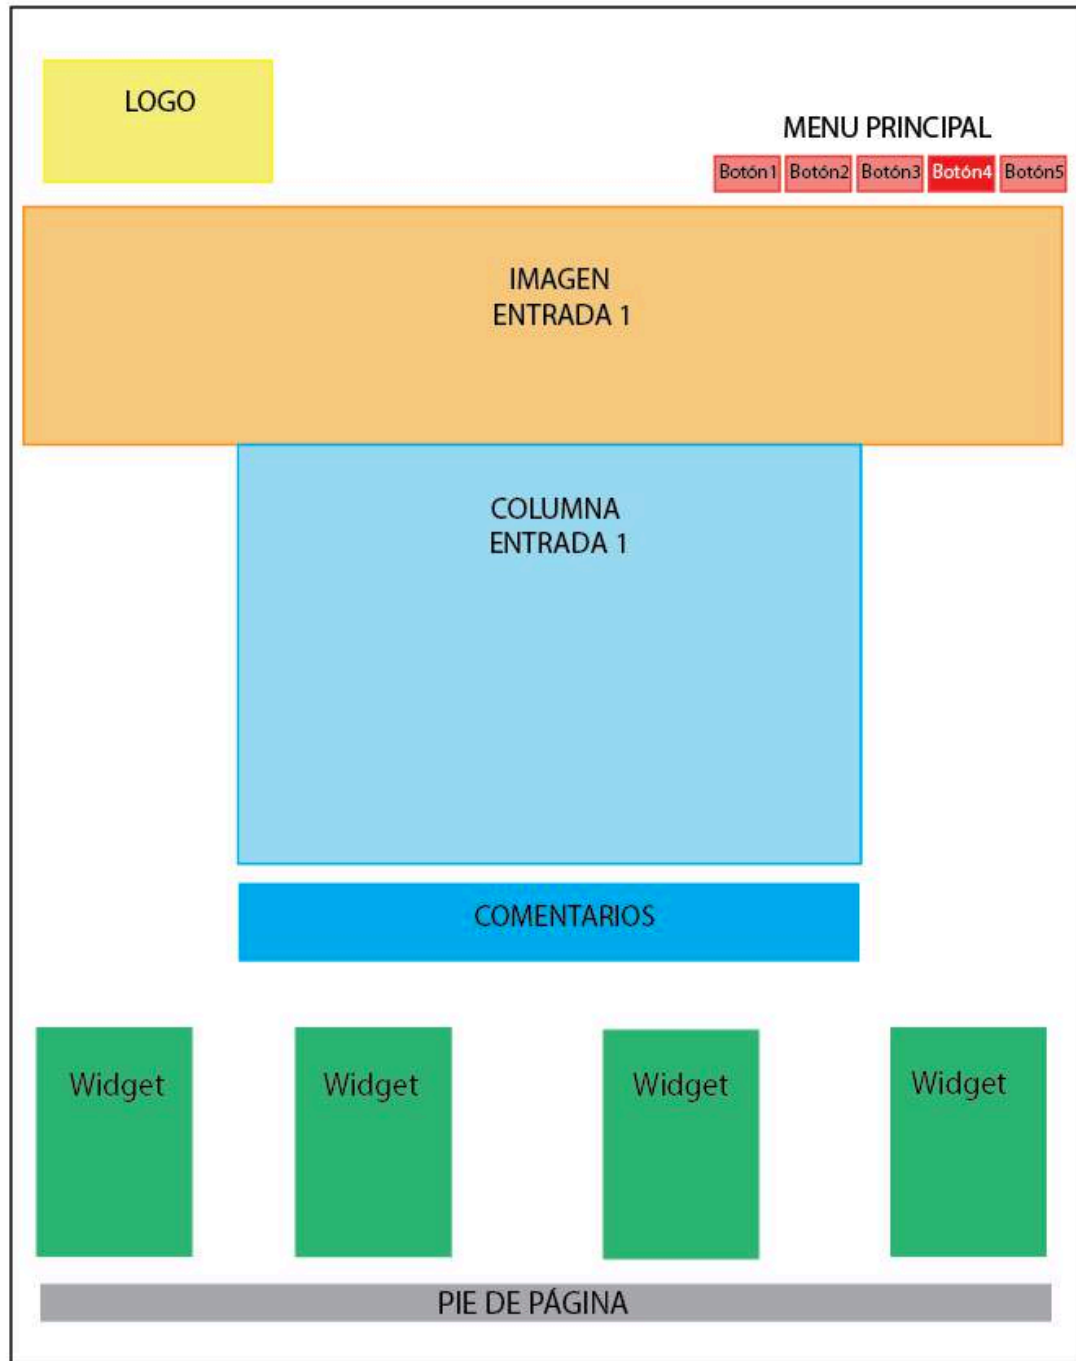 LOGO
MENU PRINCIPAL
Botón1 Botón2 Botón3 Botón4 Botón5
IMAGEN
ENTRADA 1
COLUMNA
ENTRADA 1
COMENTARIOS
Widget Widget Widget Widget
PIE DE PÁGINA